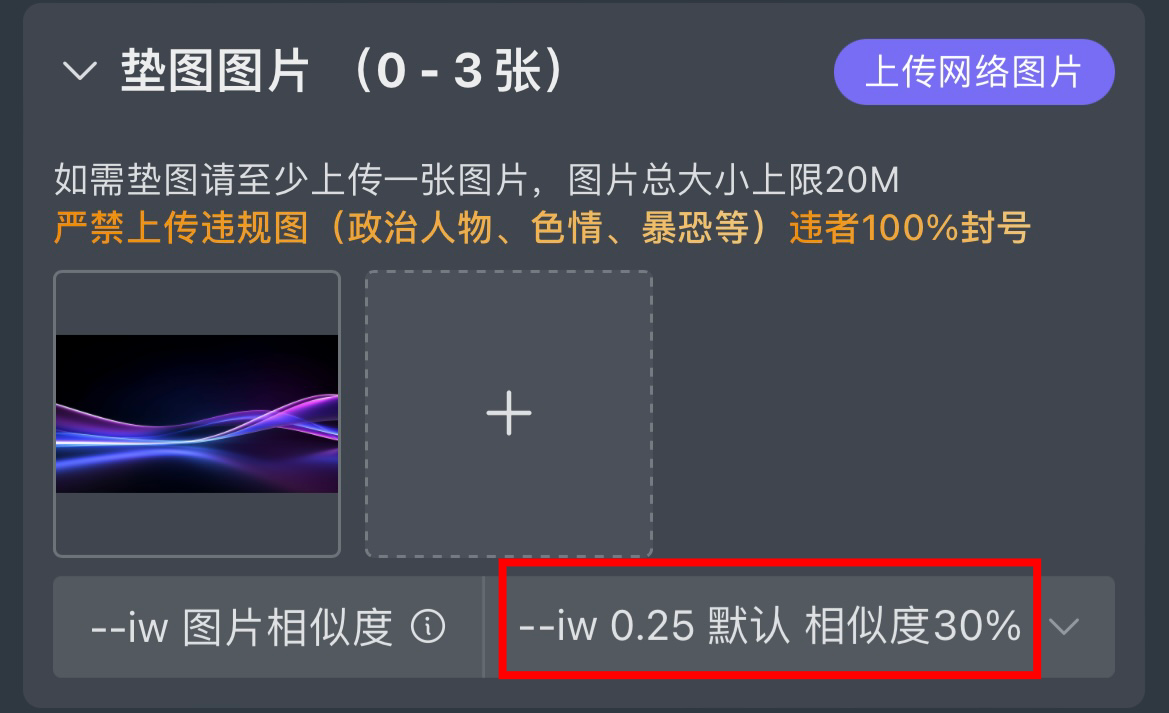 垫图图片 （0 - 3 张）
上传网络图片
如需垫图请至少上传一张图片，图片总大小上限20M
严禁上传违规图（政治人物、色情、暴恐等）违者100%封号
--iw 图片相似度
--iw 0.25 默认 相似度30%